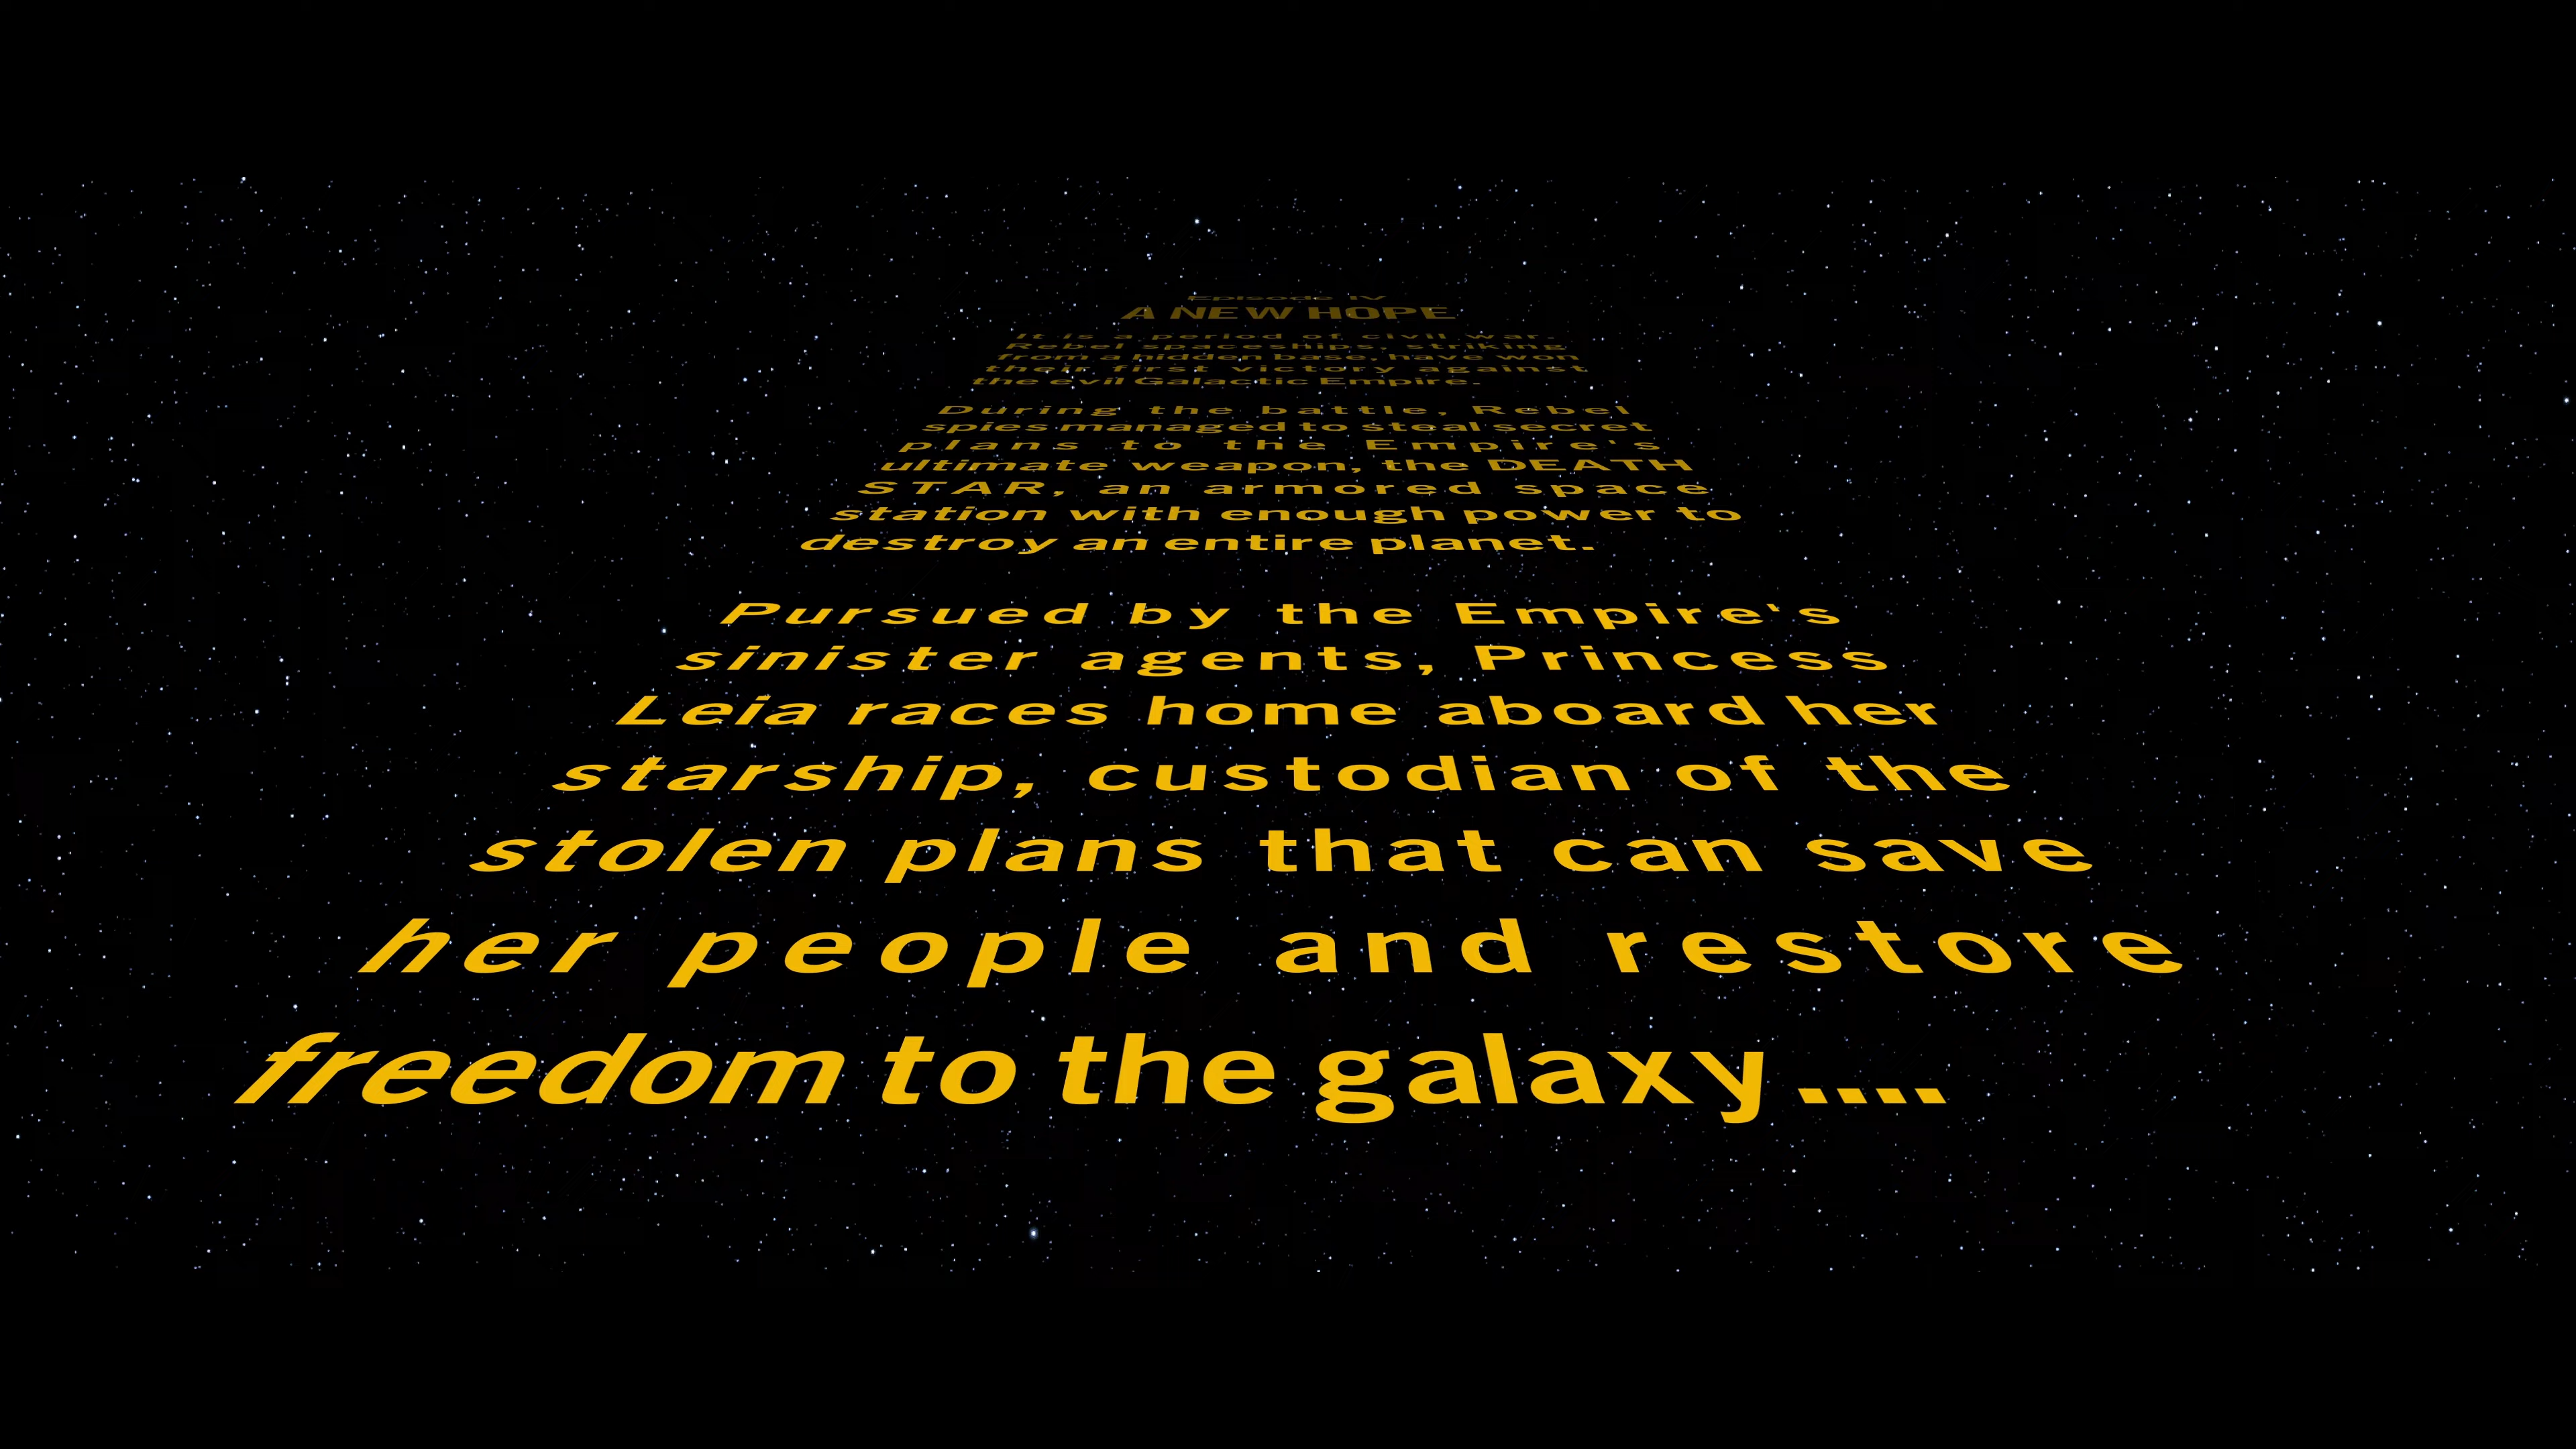 Episode IV
A NEW HOPE
It is a period of civil war.
Rebel spaceships, striking
from a hidden base, have won
their first victory against
the evil Galactic Empire.
During the battle, Rebel
spies managed to steal secret
plans to the Empire's
ultimate weapon, the DEATH
STAR, an armored space
station with enough power to
destroy an entire planet.
Pursued by the Empire's
sinister agents, Princess
Leia races home aboard her
starship, custodian of the
stolen plans that can save
her people and restore
freedom to the galaxy....